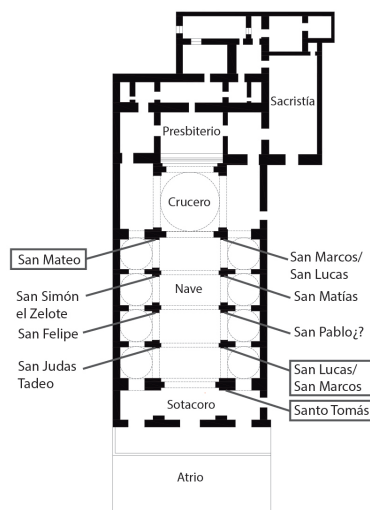 Sacristía
Presbiterio
Crucero
San Mateo
San Marcos/
San Lucas
San Simón
el Zelote
Nave
San Matías
San Felipe
San Pablo¿?
San Judas
Tadeo
San Lucas/
San Marcos
Sotacoro
Santo Tomás
Atrio